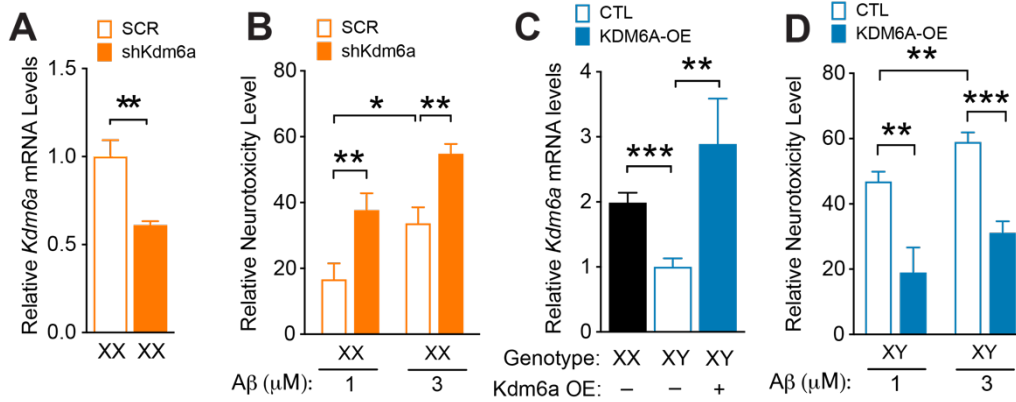 A
SCR
shKdm6a
Relative Kdm6a mRNA Levels
1.5
1.0
0.5
0.0
**
XX XX
B
SCR
shKdm6a
Relative Neurotoxicity Level
80
60
40
20
0
* **
**
XX XX
Aβ (μM): 1 3
C
CTL
KDM6A-OE
Relative Kdm6a mRNA levels
4
3
2
1
0
**
***
Genotype: XX XY XY
Kdm6a OE: – – +
D
CTL
KDM6A-OE
Relative Neurotoxicity Level
80
60
40
20
0
**
***
**
XY XY
Aβ (μM): 1 3